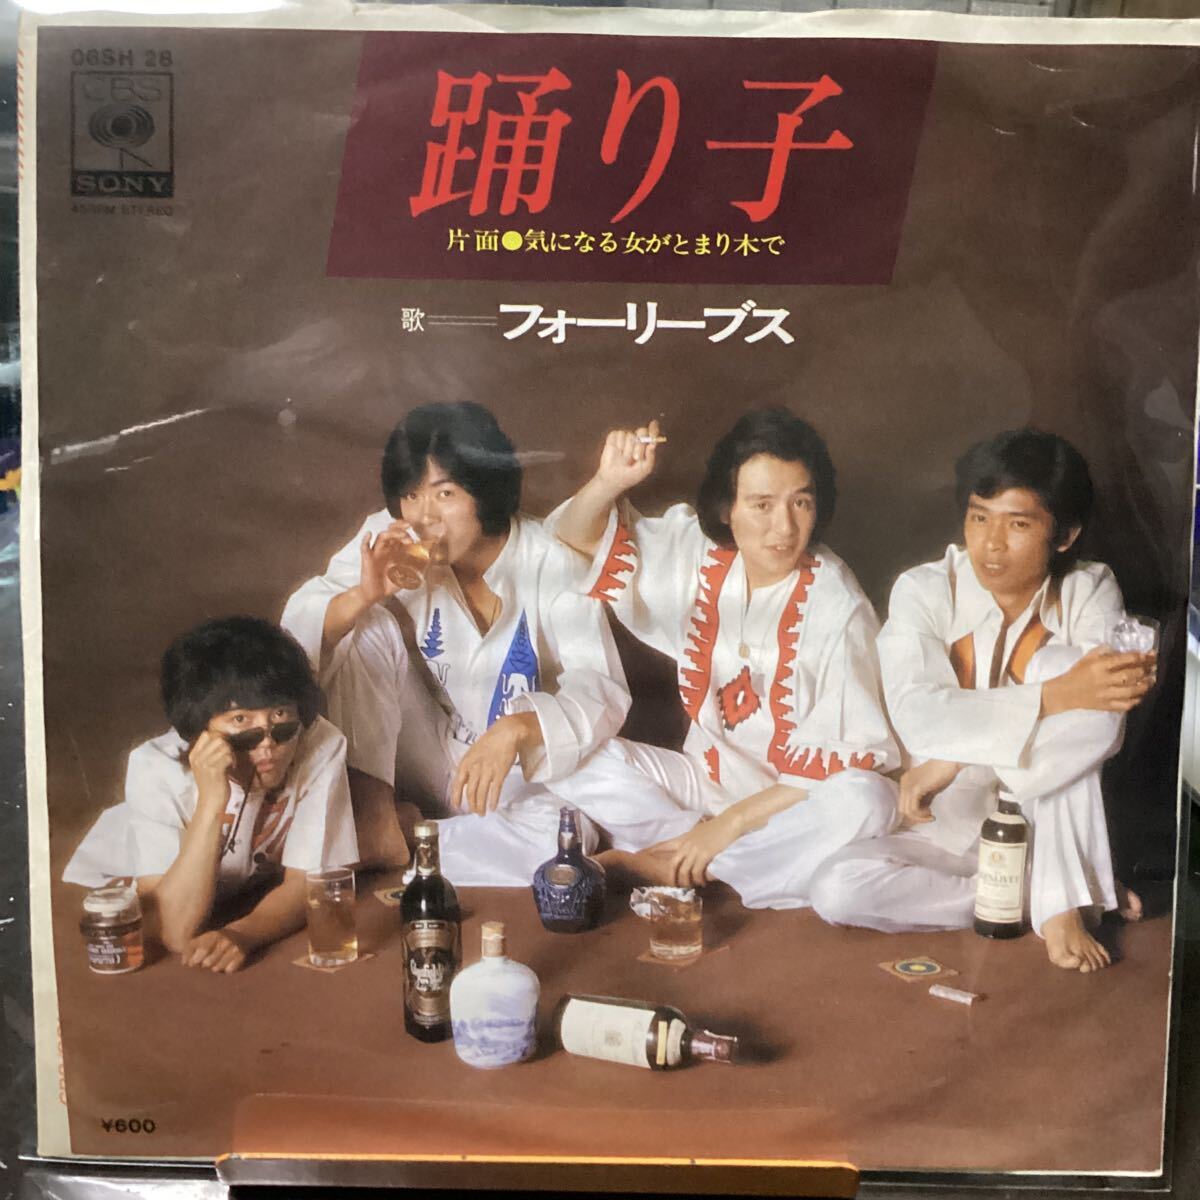 06SH 28
CBS
SONY
45RPM STEREO
踊り子
片面●気になる女がとまり木で
歌══フォーリーブス
¥600